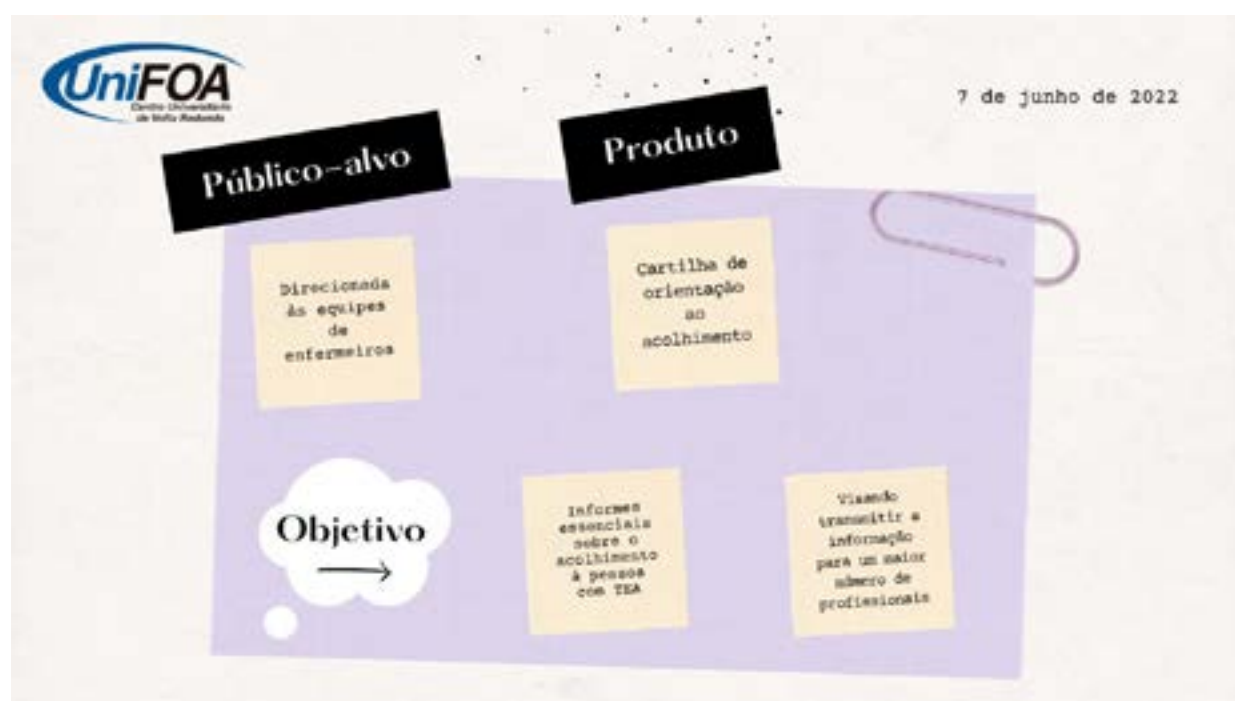 UniFOA
Centro Universitário
de Volta Redonda
7 de junho de 2022
Público-alvo
Produto
Direcionada
às equipes
de
enfermeiros
Cartilha de
orientação
ao
acolhimento
Objetivo
Informes
essenciais
sobre o
acolhimento
à pessoa
com TEA
Visando
transmitir a
informação
para um maior
número de
profissionais